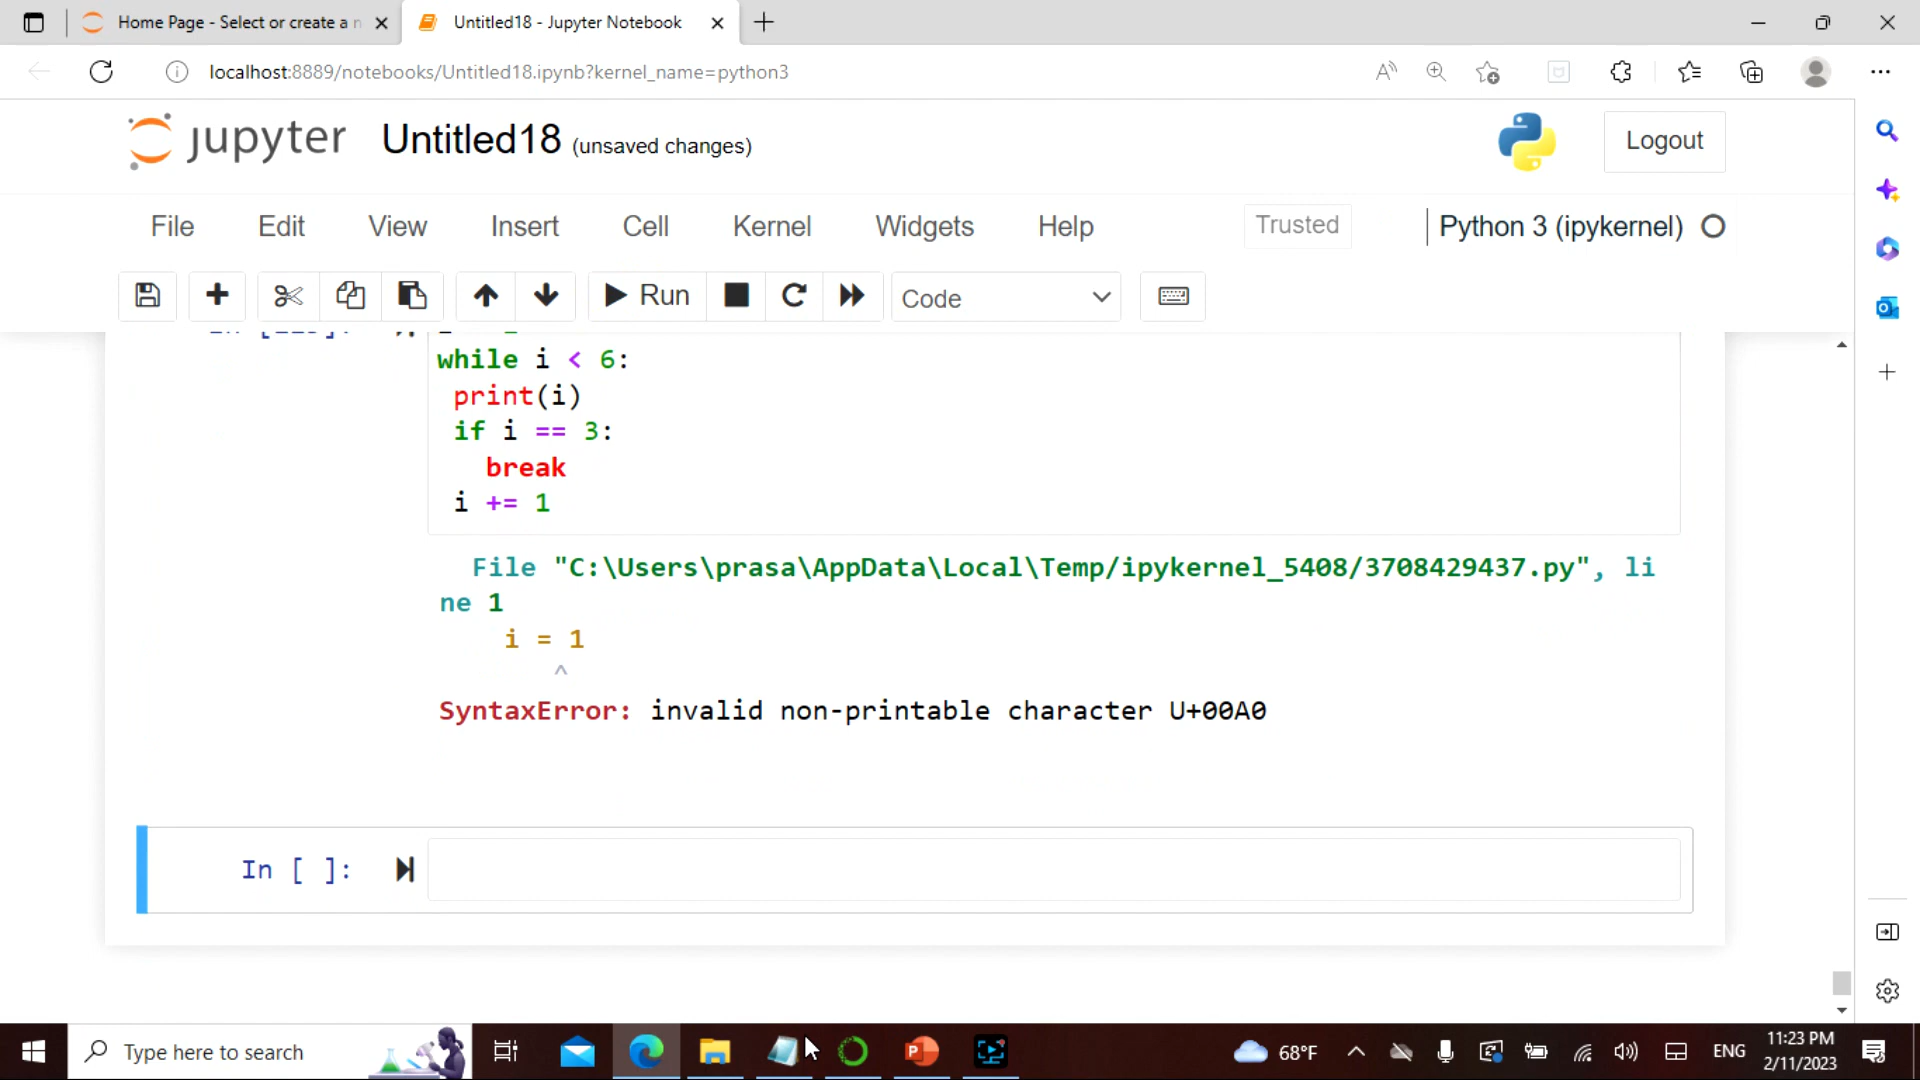 Home Page - Select or create a n
Untitled18 - Jupyter Notebook
localhost:8889/notebooks/Untitled18.ipynb?kernel_name=python3
jupyter Untitled18 (unsaved changes)
Logout
File Edit View Insert Cell Kernel Widgets Help Trusted Python 3 (ipykernel)
Run Code
while i < 6:
print(i)
if i == 3:
break
i += 1
File "C:\Users\prasa\AppData\Local\Temp/ipykernel_5408/3708429437.py", li
ne 1
i = 1
^
SyntaxError: invalid non-printable character U+00A0
In [ ]:
Type here to search
68°F
ENG
11:23 PM
2/11/2023